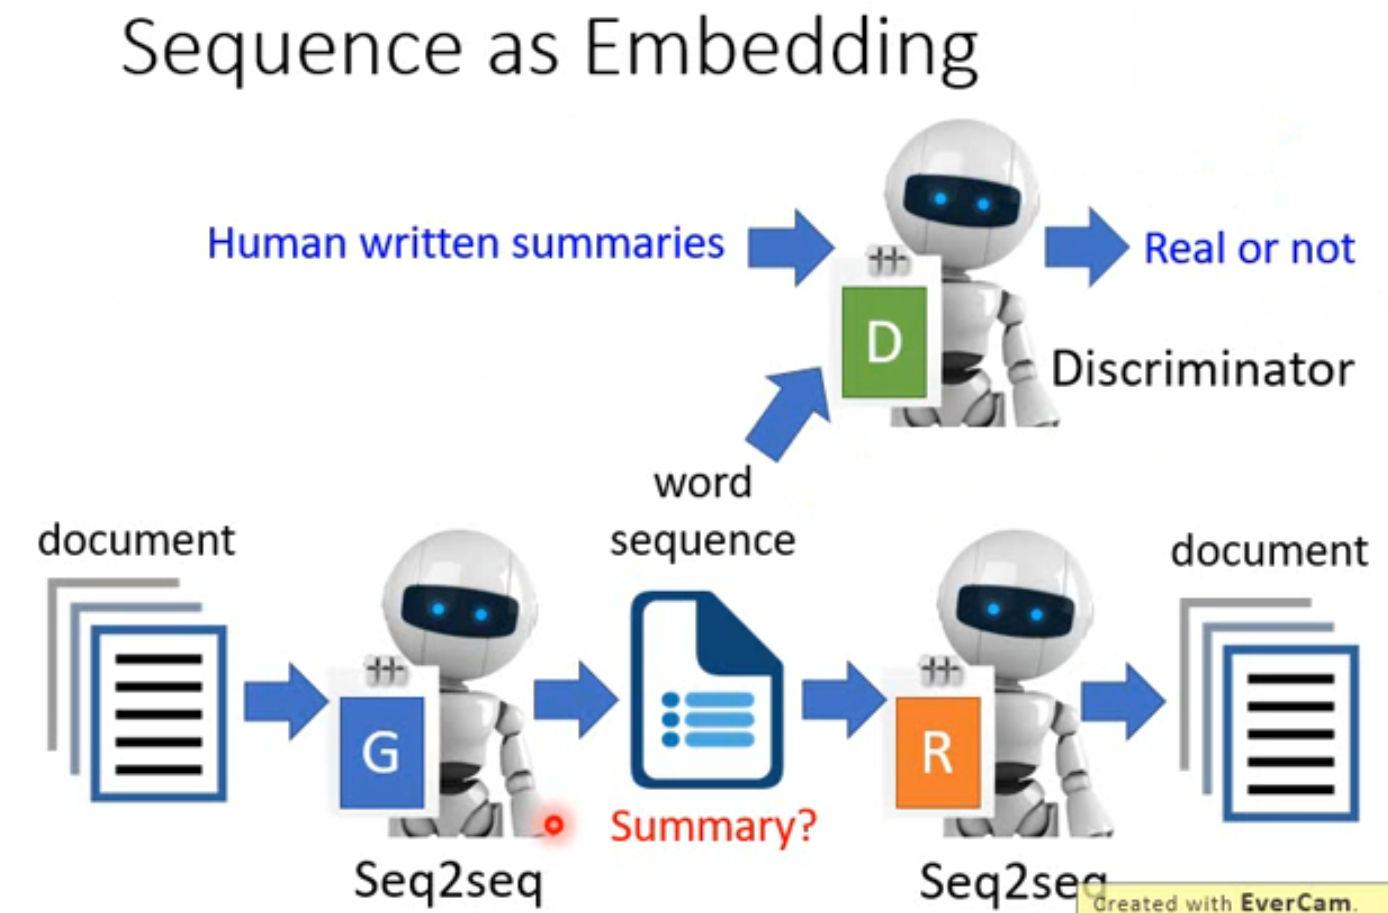 Sequence as Embedding
Human written summaries
Real or not
D
Discriminator
word
sequence
document
document
G
R
Summary?
Seq2seq
Seq2seq
Created with EverCam.